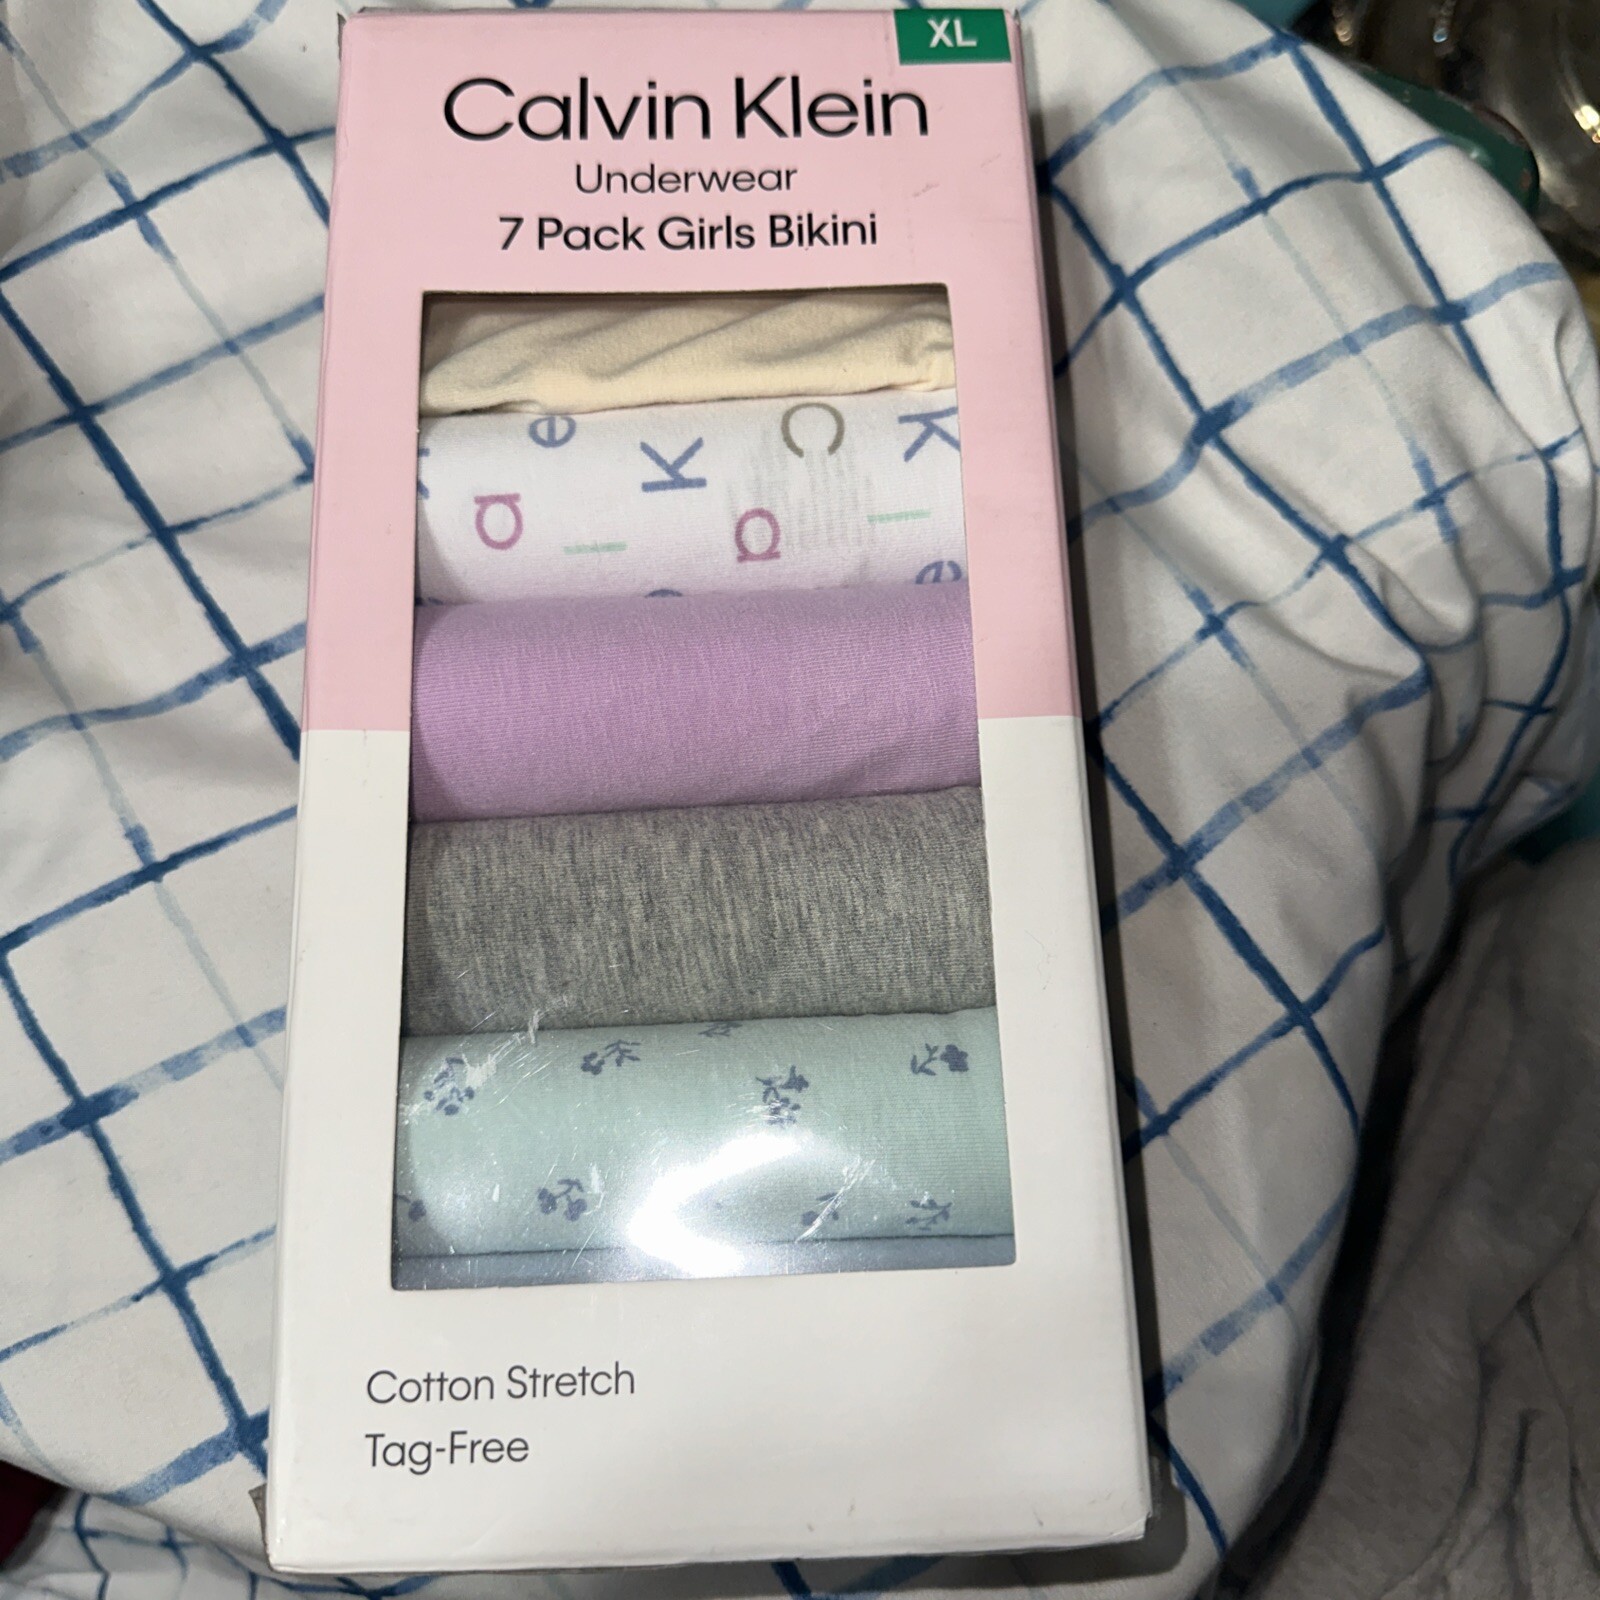 XL
Calvin Klein
Underwear
7 Pack Girls Bikini
e K C K
a l a l
e
Cotton Stretch
Tag-Free